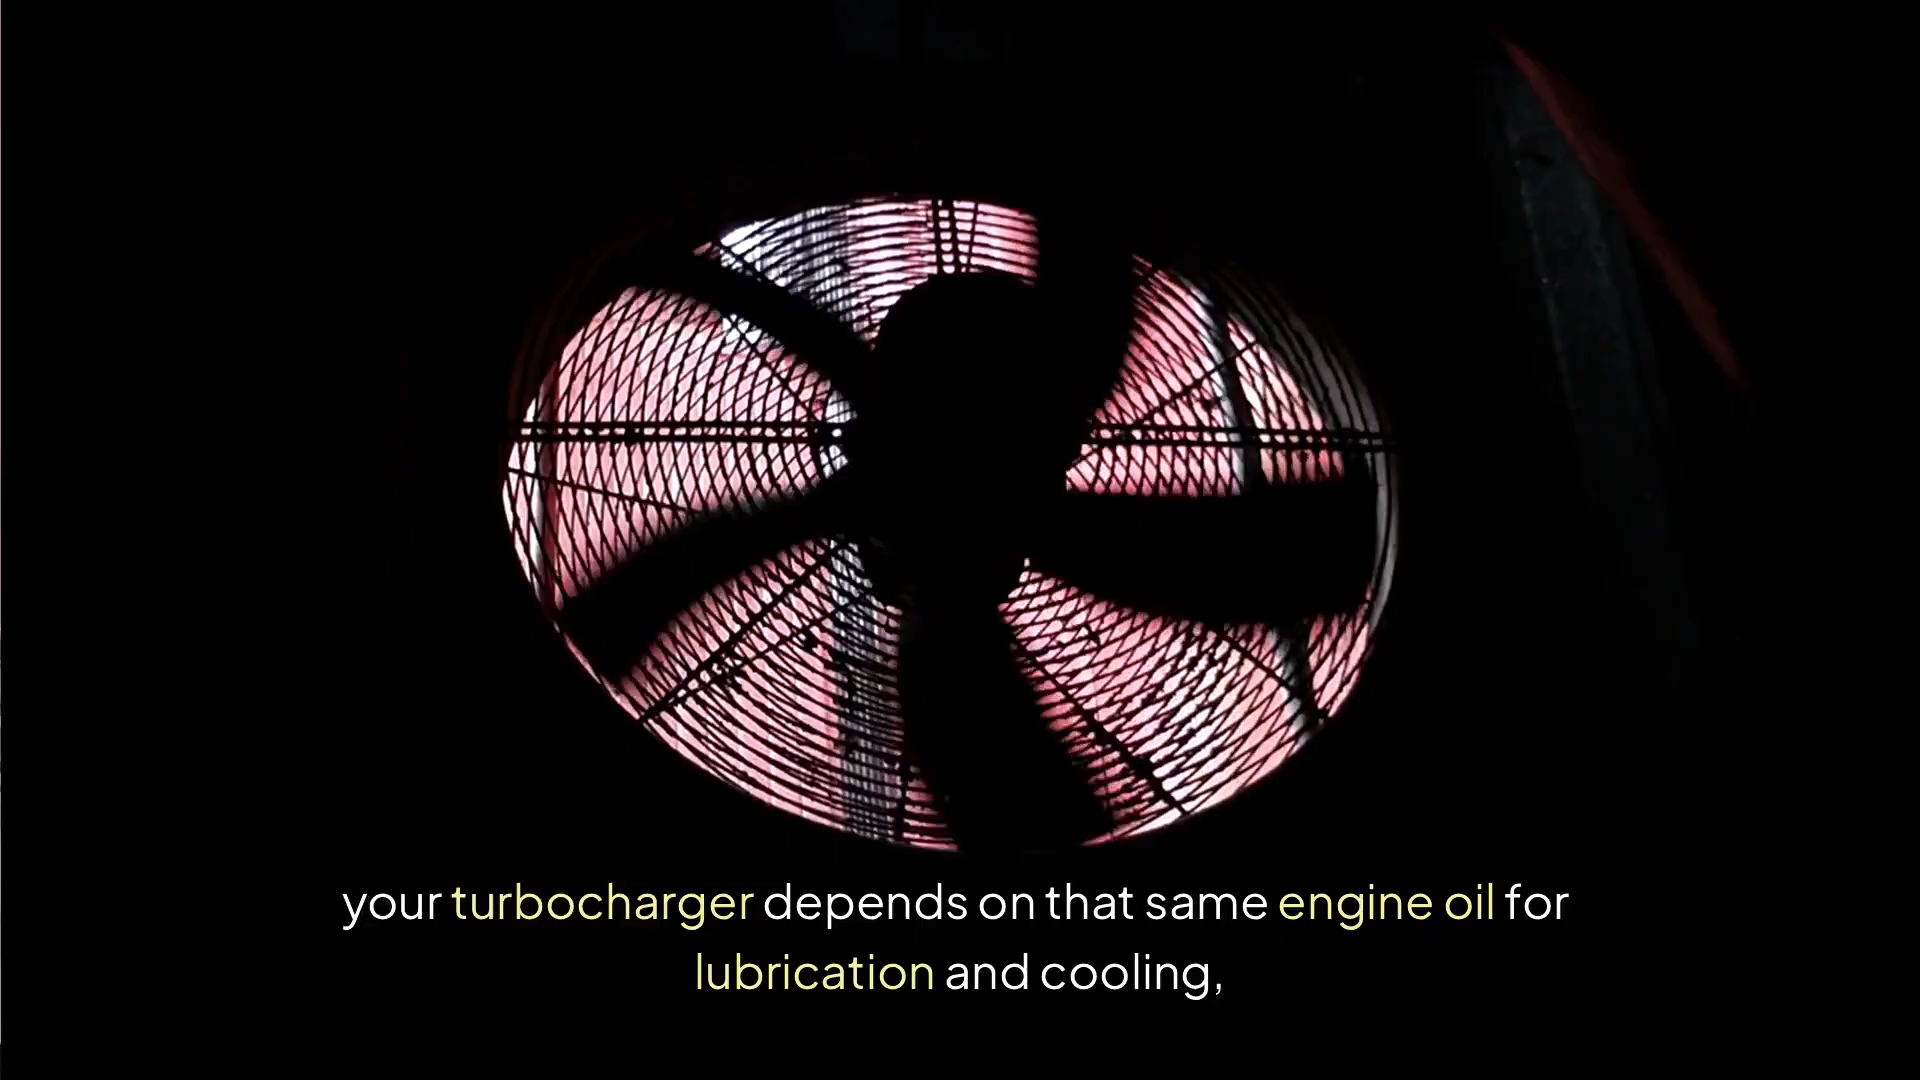 your turbocharger depends on that same engine oil for
lubrication and cooling,